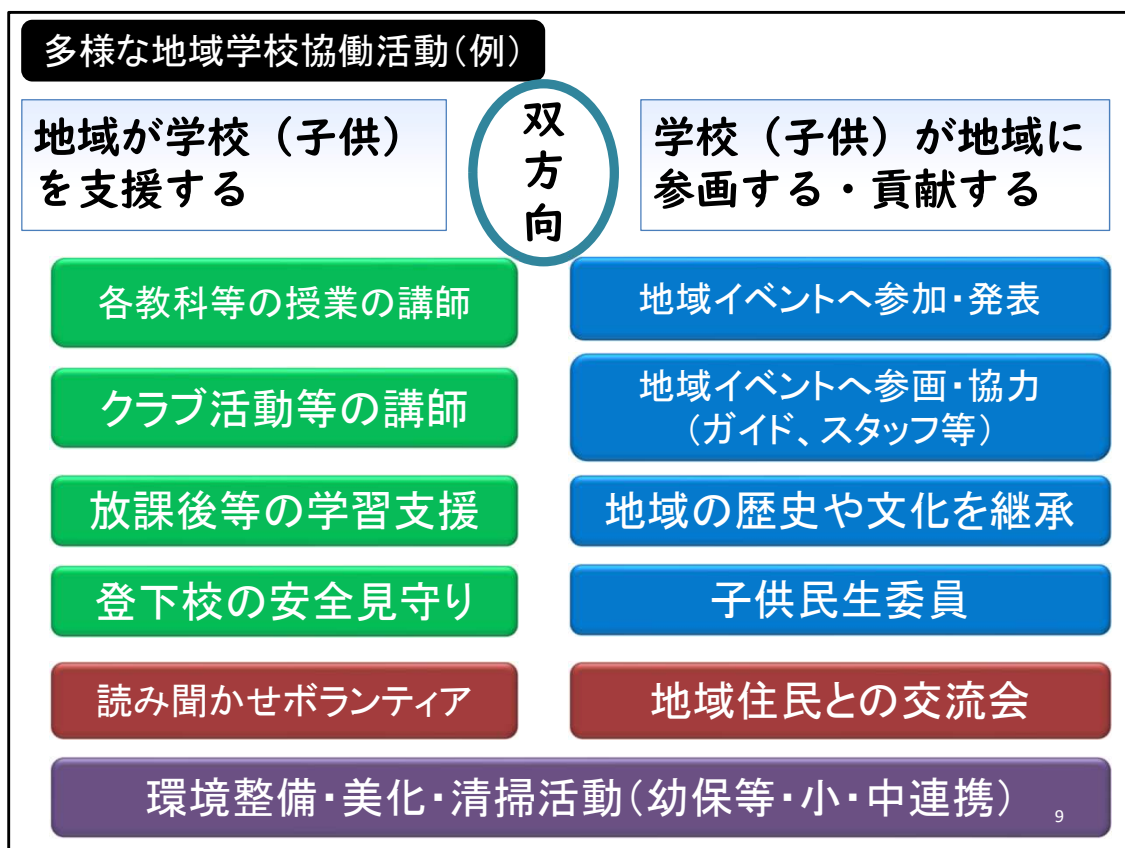 多様な地域学校協働活動（例）
地域が学校（子供）
を支援する
双
方
向
学校（子供）が地域に
参画する・貢献する
各教科等の授業の講師
地域イベントへ参加・発表
クラブ活動等の講師
地域イベントへ参画・協力
（ガイド、スタッフ等）
放課後等の学習支援
地域の歴史や文化を継承
登下校の安全見守り
子供民生委員
読み聞かせボランティア
地域住民との交流会
環境整備・美化・清掃活動（幼保等・小・中連携）
9